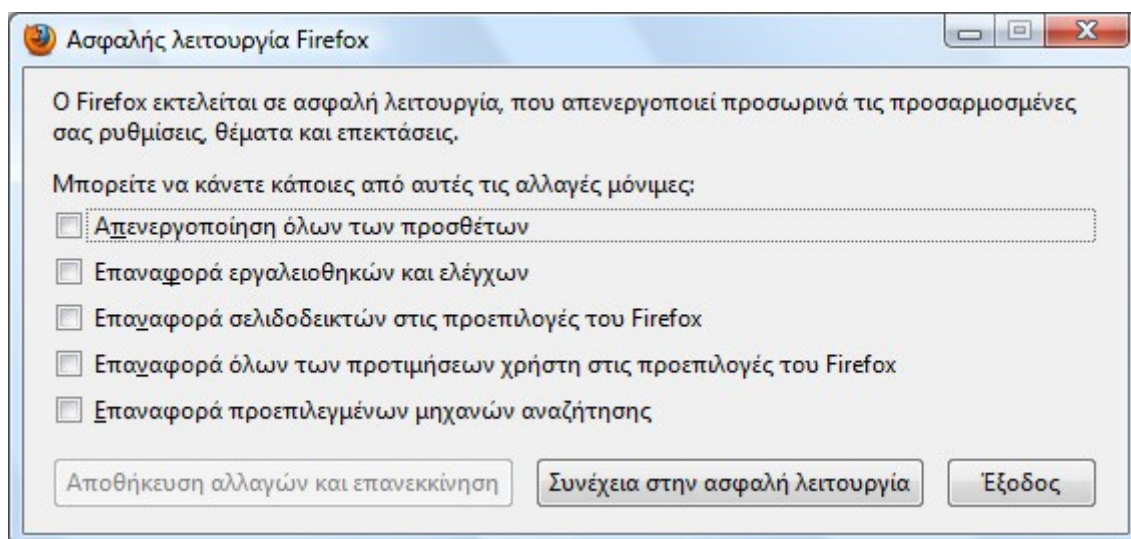 Ασφαλής λειτουργία Firefox
Ο Firefox εκτελείται σε ασφαλή λειτουργία, που απενεργοποιεί προσωρινά τις προσαρμοσμένες
σας ρυθμίσεις, θέματα και επεκτάσεις.
Μπορείτε να κάνετε κάποιες από αυτές τις αλλαγές μόνιμες:
Απενεργοποίηση όλων των προσθέτων
Επαναφορά εργαλειοθηκών και ελέγχων
Επαναφορά σελιδοδεικτών στις προεπιλογές του Firefox
Επαναφορά όλων των προτιμήσεων χρήστη στις προεπιλογές του Firefox
Επαναφορά προεπιλεγμένων μηχανών αναζήτησης
Αποθήκευση αλλαγών και επανεκκίνηση Συνέχεια στην ασφαλή λειτουργία Έξοδος